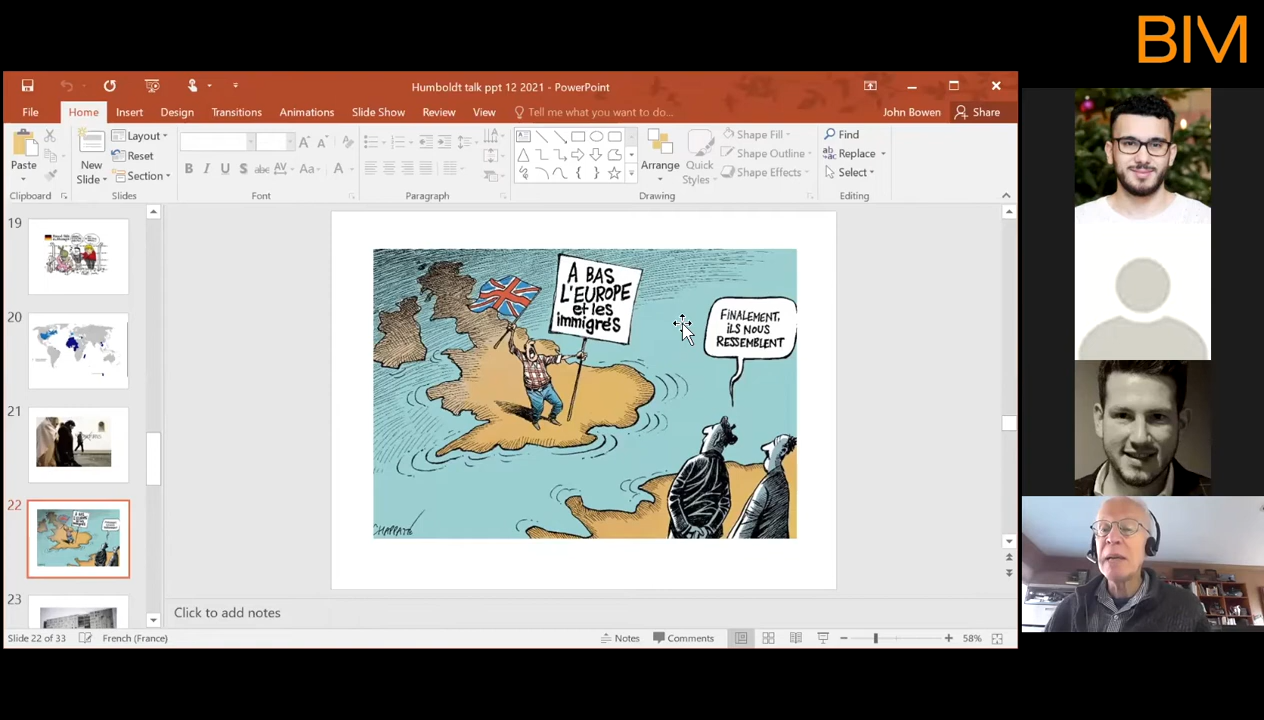 BIM
Humboldt talk ppt 12 2021 - PowerPoint
File Home Insert Design Transitions Animations Slide Show Review View Tell me what you want to do... John Bowen Share
Paste
New
Slide
Layout
Reset
Section
B I U S abc AV Aa A
Arrange
Quick
Styles
Shape Fill
Shape Outline
Shape Effects
Find
Replace
Select
Clipboard Slides Font Paragraph Drawing Editing
19
20
21
22
23
A BAS
L'EUROPE
et les
immigrés
FINALEMENT,
ILS NOUS
RESSEMBLENT
CHAPPATTE
Click to add notes
Slide 22 of 33 French (France) Notes Comments 58%